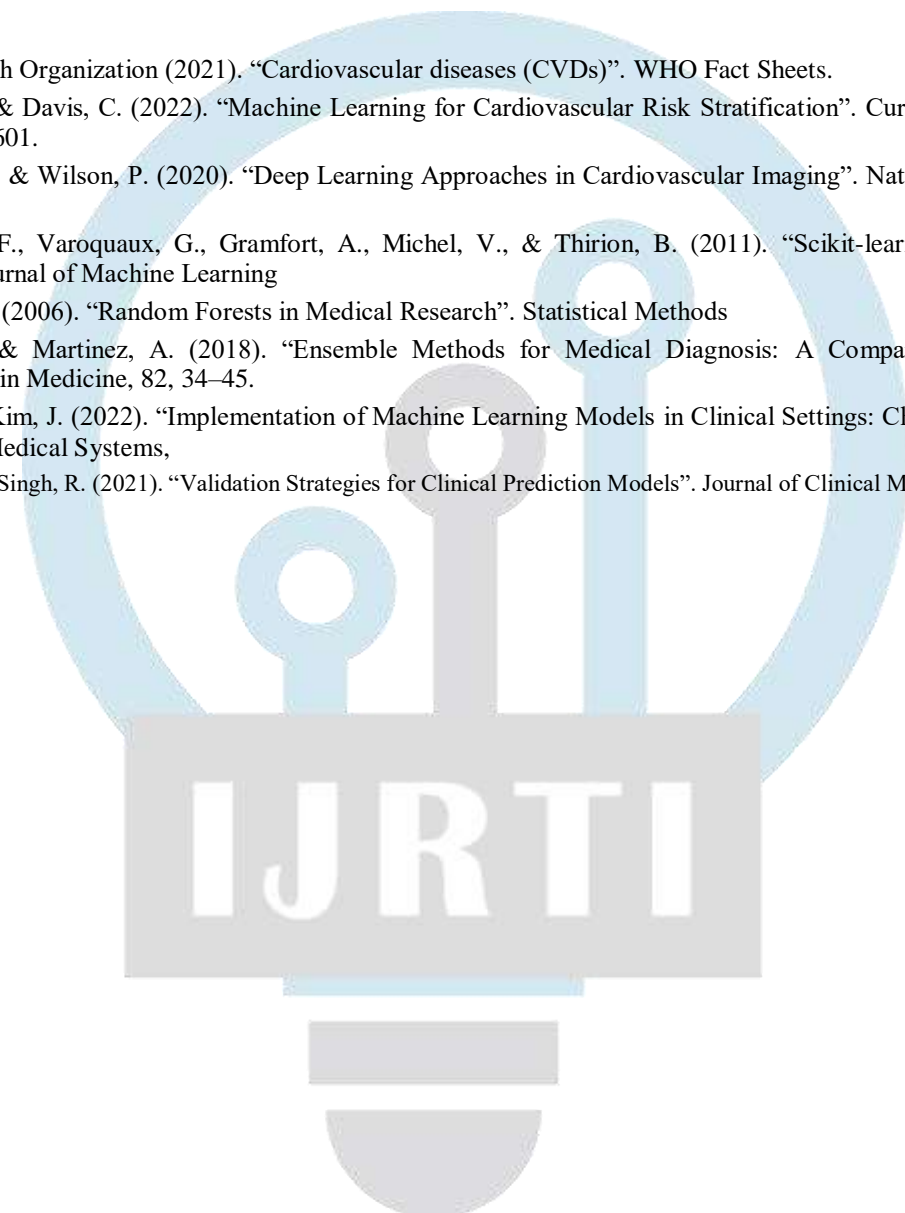 h Organization (2021). “Cardiovascular diseases (CVDs)”. WHO Fact Sheets.
& Davis, C. (2022). “Machine Learning for Cardiovascular Risk Stratification”. Cur
601.
& Wilson, P. (2020). “Deep Learning Approaches in Cardiovascular Imaging”. Nat
F., Varoquaux, G., Gramfort, A., Michel, V., & Thirion, B. (2011). “Scikit-lear
urnal of Machine Learning
(2006). “Random Forests in Medical Research”. Statistical Methods
& Martinez, A. (2018). “Ensemble Methods for Medical Diagnosis: A Compa
in Medicine, 82, 34–45.
Kim, J. (2022). “Implementation of Machine Learning Models in Clinical Settings: Ch
Medical Systems,
Singh, R. (2021). “Validation Strategies for Clinical Prediction Models”. Journal of Clinical M
IJRTI